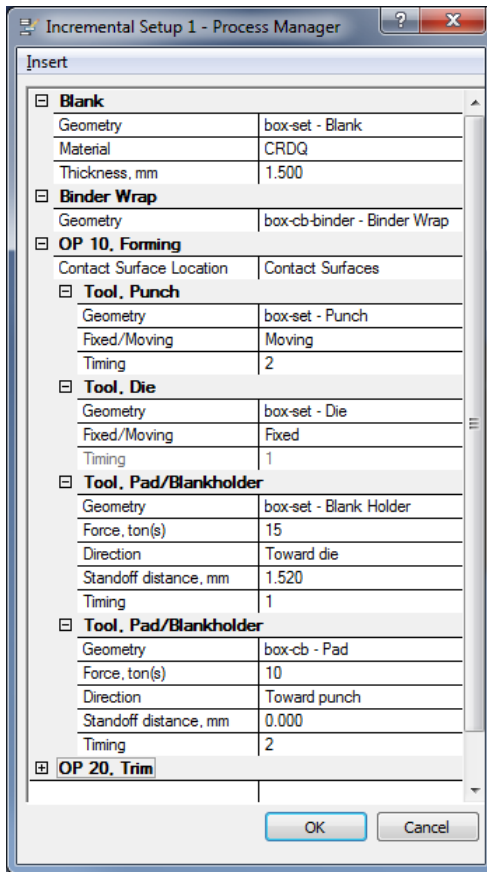 Incremental Setup 1 - Process Manager ? X
Insert
Blank
Geometry box-set - Blank
Material CRDQ
Thickness, mm 1.500
Binder Wrap
Geometry box-cb-binder - Binder Wrap
OP 10, Forming
Contact Surface Location Contact Surfaces
Tool, Punch
Geometry box-set - Punch
Fixed/Moving Moving
Timing 2
Tool, Die
Geometry box-set - Die
Fixed/Moving Fixed
Timing 1
Tool, Pad/Blankholder
Geometry box-set - Blank Holder
Force, ton(s) 15
Direction Toward die
Standoff distance, mm 1.520
Timing 1
Tool, Pad/Blankholder
Geometry box-cb - Pad
Force, ton(s) 10
Direction Toward punch
Standoff distance, mm 0.000
Timing 2
OP 20, Trim
OK Cancel